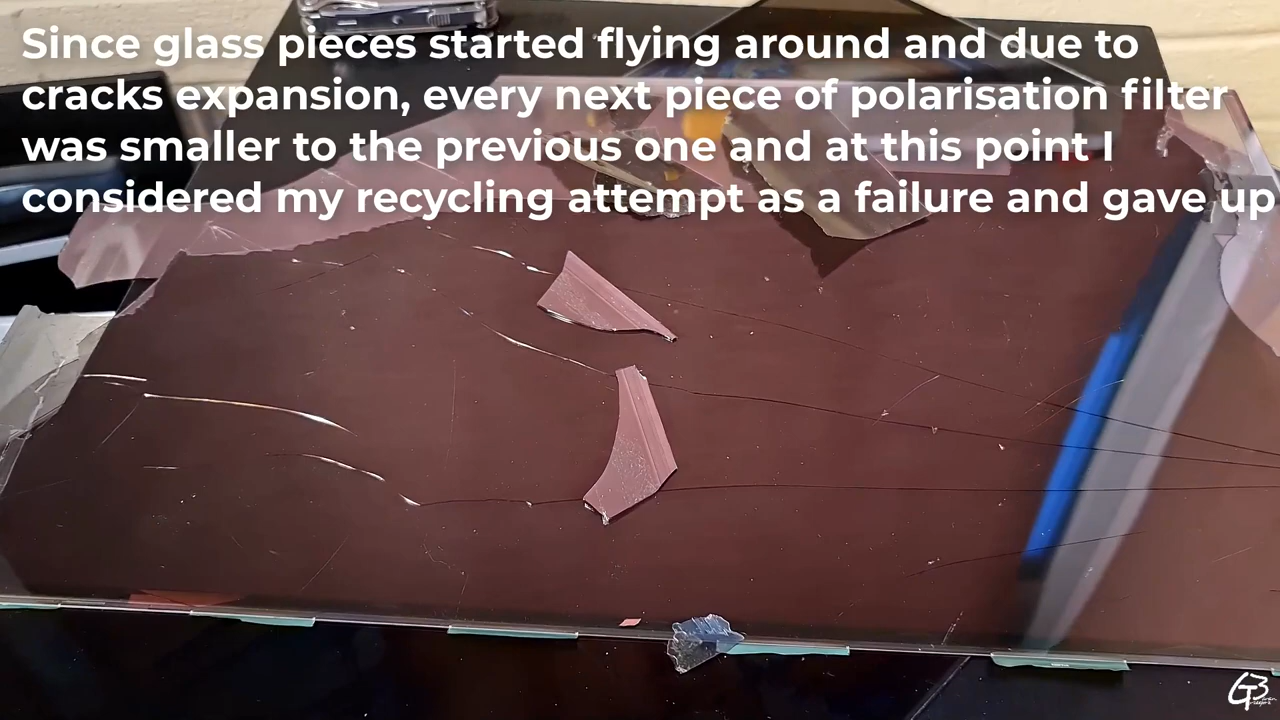 Since glass pieces started flying around and due to
cracks expansion, every next piece of polarisation filter
was smaller to the previous one and at this point I
considered my recycling attempt as a failure and gave up